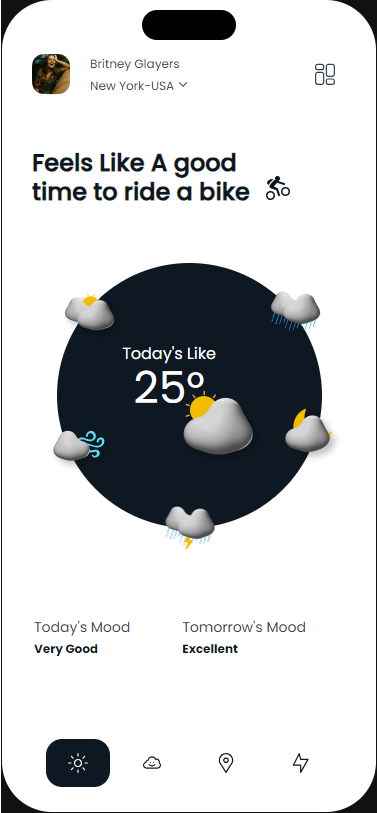 Britney Glayers
New York-USA
Feels Like A good
time to ride a bike
Today's Like
25°
Today's Mood
Tomorrow's Mood
Very Good
Excellent